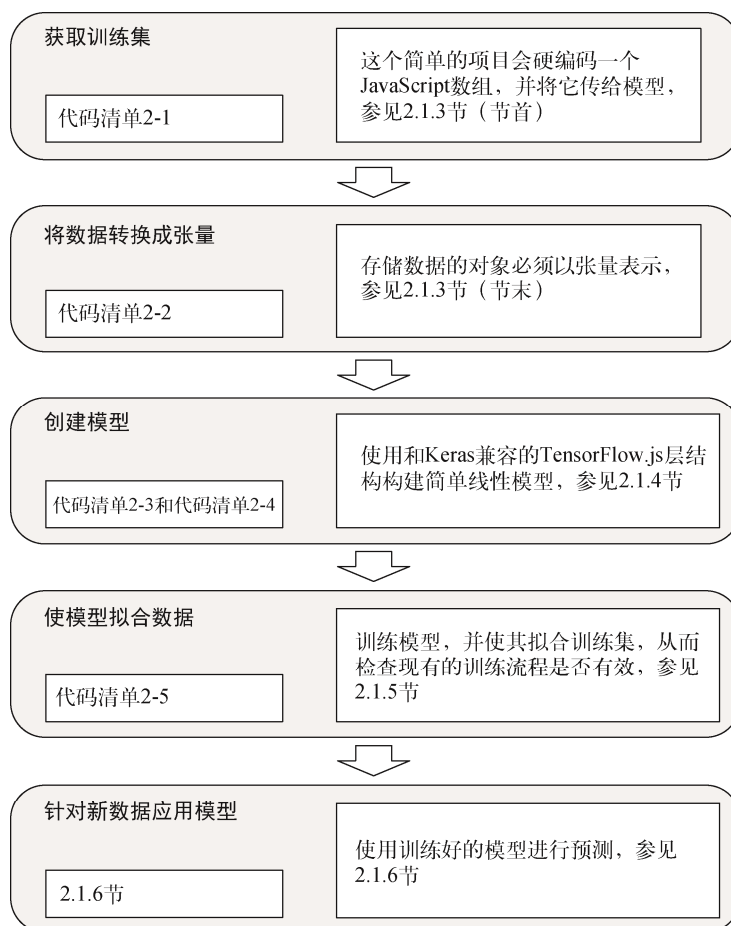 获取训练集
代码清单2-1
这个简单的项目会硬编码一个
JavaScript数组，并将它传给模型，
参见2.1.3节（节首）
将数据转换成张量
代码清单2-2
存储数据的对象必须以张量表示，
参见2.1.3节（节末）
创建模型
代码清单2-3和代码清单2-4
使用和Keras兼容的TensorFlow.js层结
构构建简单线性模型，参见2.1.4节
使模型拟合数据
代码清单2-5
训练模型，并使其拟合训练集，从而
检查现有的训练流程是否有效，参见
2.1.5节
针对新数据应用模型
2.1.6节
使用训练好的模型进行预测，参见
2.1.6节